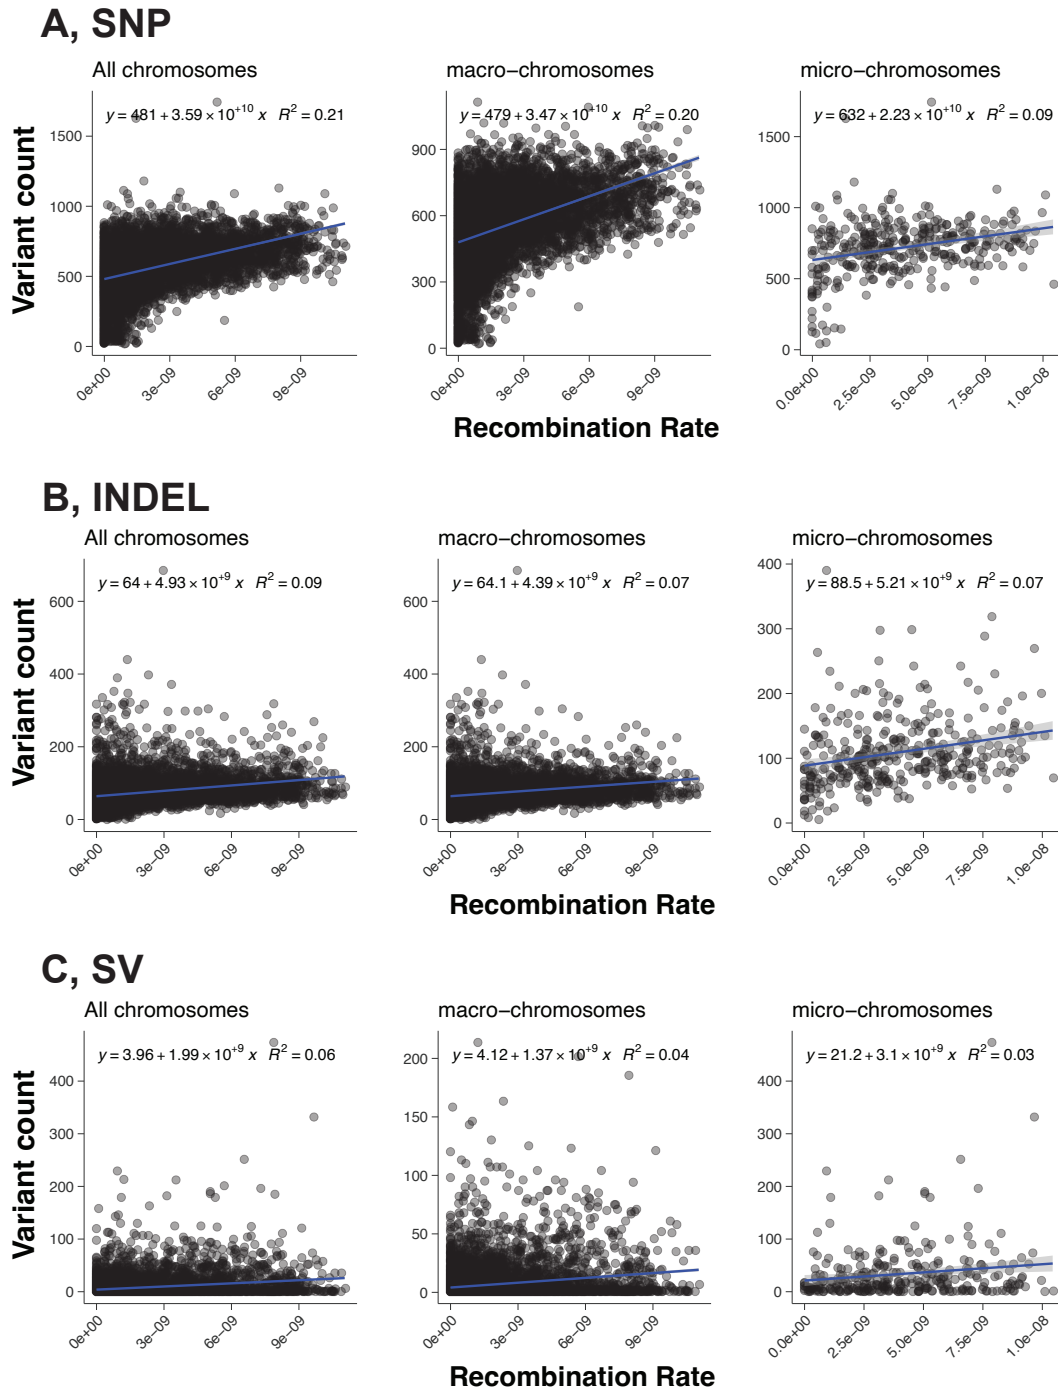 A, SNP
All chromosomes
macro−chromosomes
micro−chromosomes
y = 481 + 3.59 × 10^{+10} x R^2 = 0.21
y = 479 + 3.47 × 10^{+10} x R^2 = 0.20
y = 632 + 2.23 × 10^{+10} x R^2 = 0.09
Variant count
1500
1000
500
0
900
600
300
0
1500
1000
500
0
0e+00
3e−09
6e−09
9e−09
0e+00
3e−09
6e−09
9e−09
0.0e+00
2.5e−09
5.0e−09
7.5e−09
1.0e−08
Recombination Rate
B, INDEL
All chromosomes
macro−chromosomes
micro−chromosomes
y = 64 + 4.93 × 10^{+9} x R^2 = 0.09
y = 64.1 + 4.39 × 10^{+9} x R^2 = 0.07
y = 88.5 + 5.21 × 10^{+9} x R^2 = 0.07
Variant count
600
400
200
0
600
400
200
0
400
300
200
100
0
0e+00
3e−09
6e−09
9e−09
0e+00
3e−09
6e−09
9e−09
0.0e+00
2.5e−09
5.0e−09
7.5e−09
1.0e−08
Recombination Rate
C, SV
All chromosomes
macro−chromosomes
micro−chromosomes
y = 3.96 + 1.99 × 10^{+9} x R^2 = 0.06
y = 4.12 + 1.37 × 10^{+9} x R^2 = 0.04
y = 21.2 + 3.1 × 10^{+9} x R^2 = 0.03
Variant count
400
300
200
100
0
200
150
100
50
0
400
300
200
100
0
0e+00
3e−09
6e−09
9e−09
0e+00
3e−09
6e−09
9e−09
0.0e+00
2.5e−09
5.0e−09
7.5e−09
1.0e−08
Recombination Rate